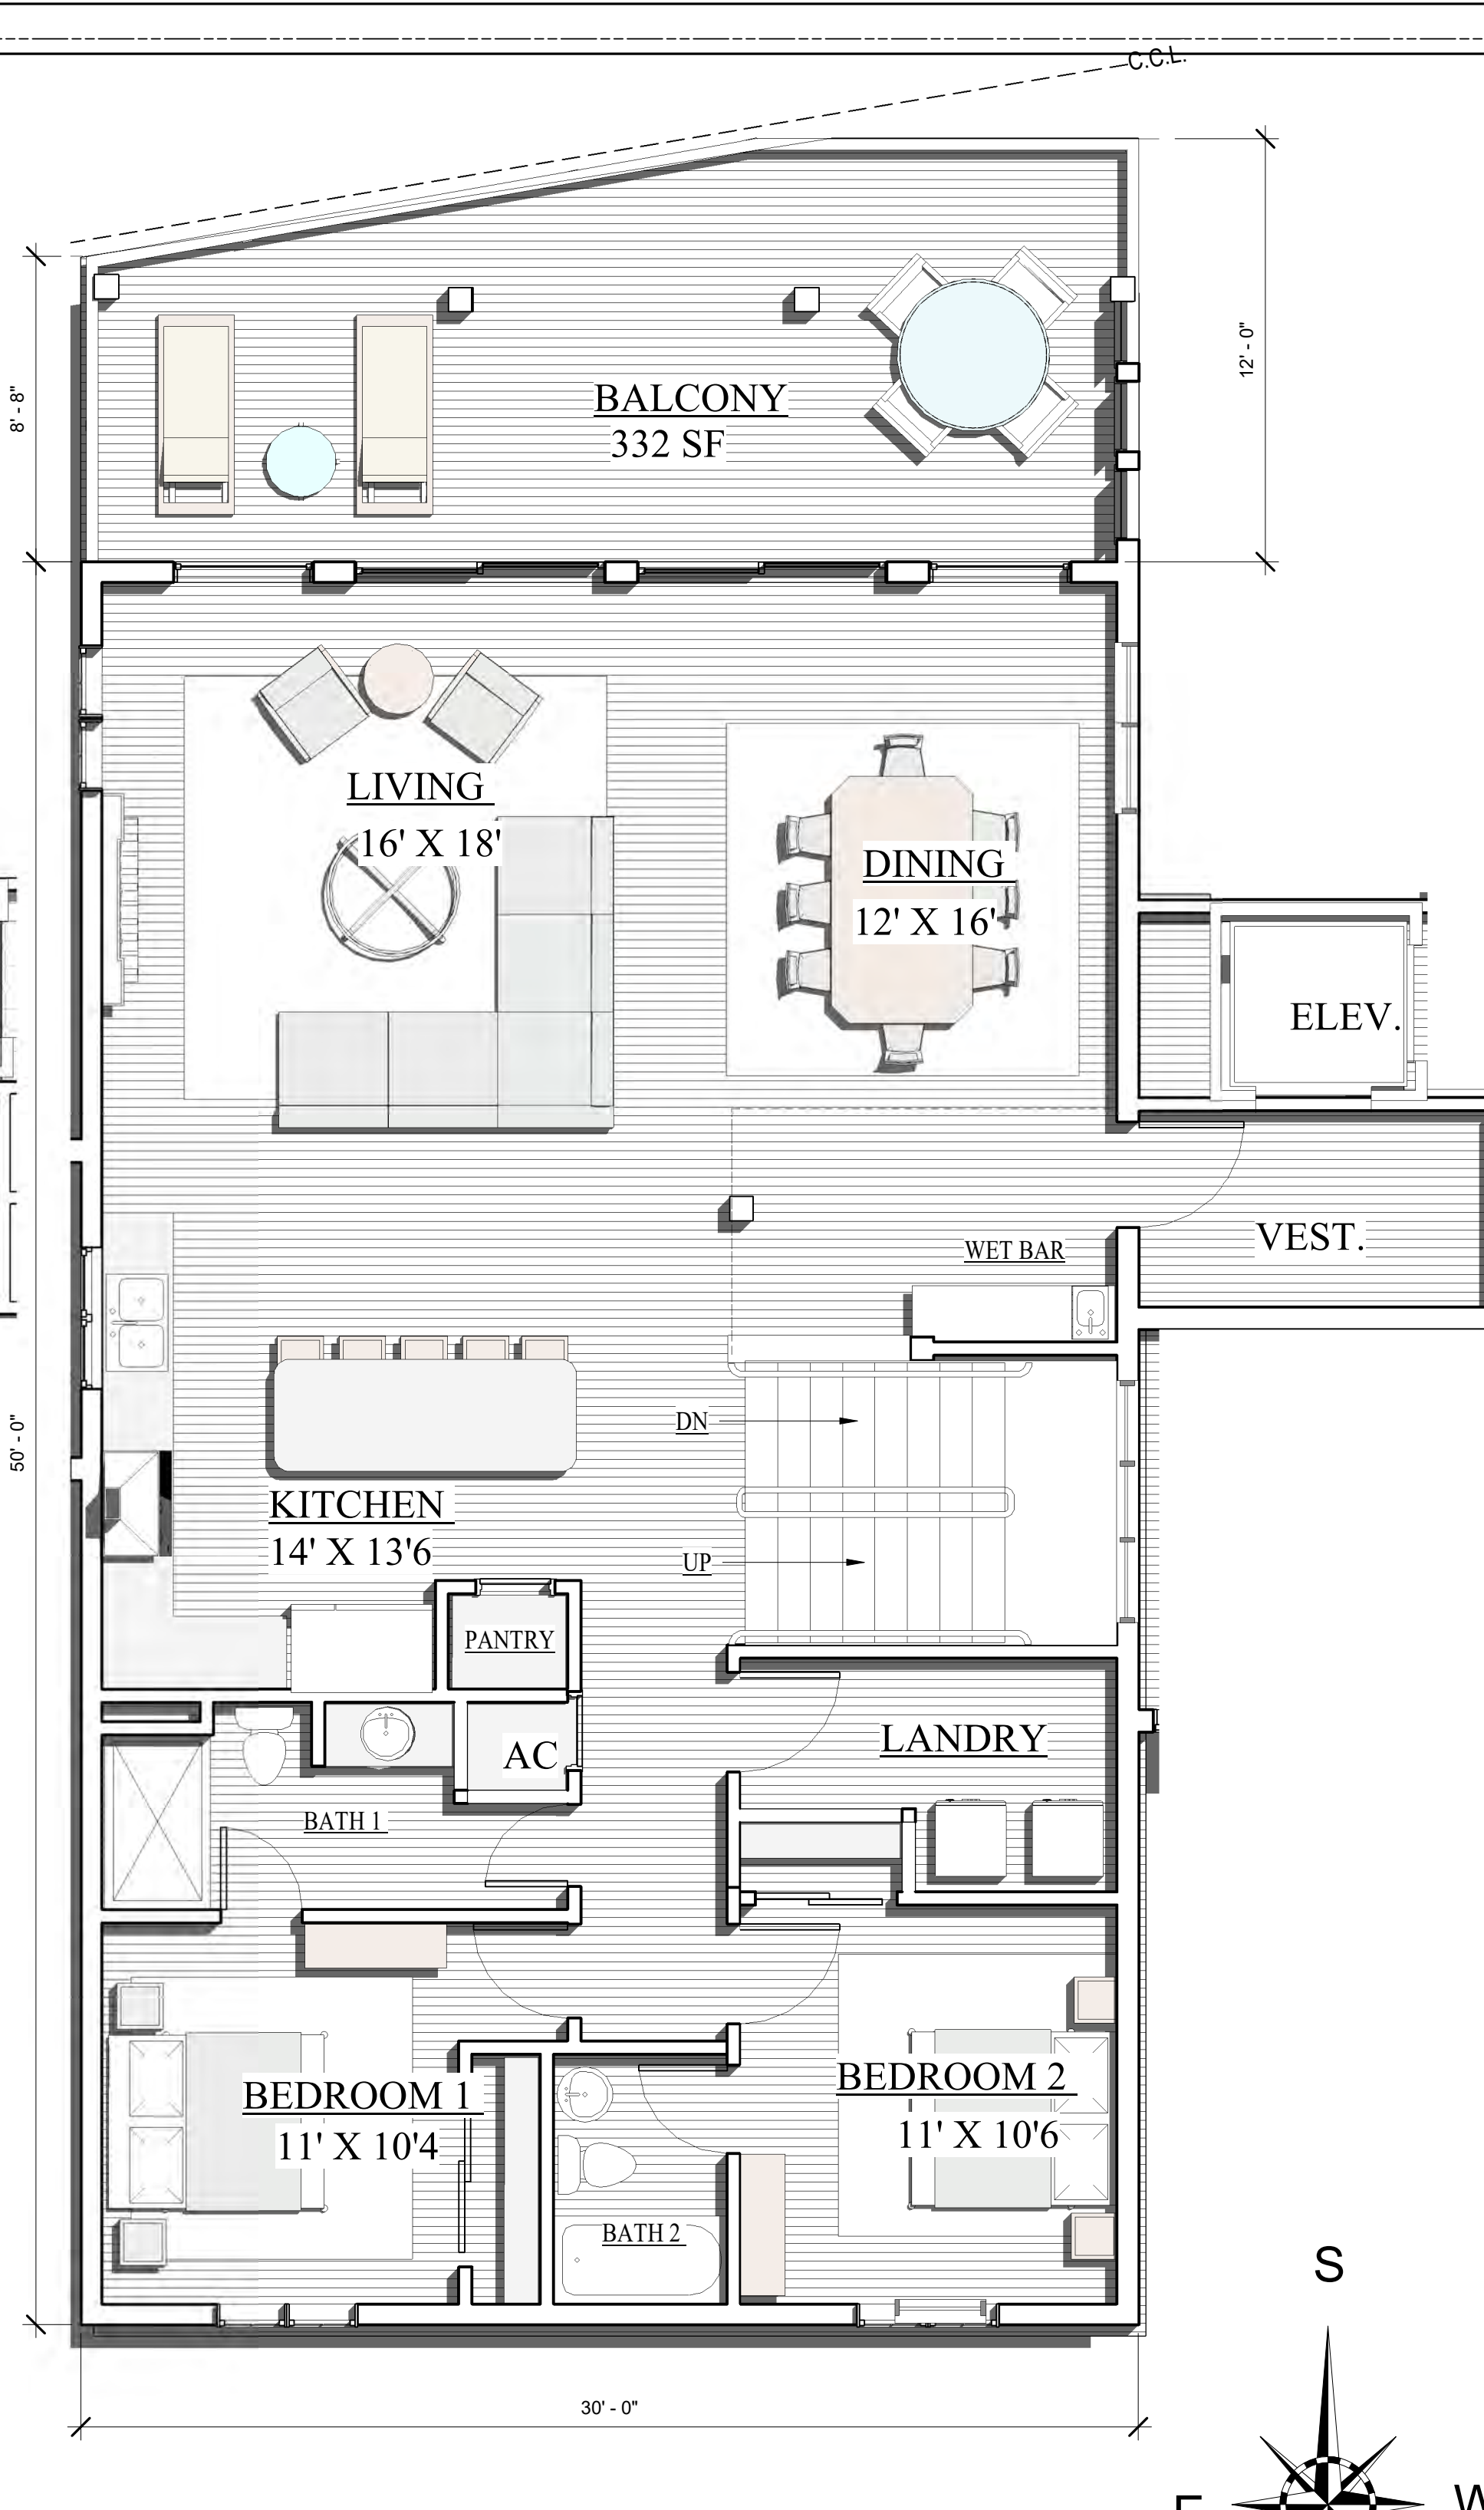 C.C.L.
12' - 0"
8' - 8"
BALCONY
332 SF
LIVING
16' X 18'
DINING
12' X 16'
ELEV.
VEST.
WET BAR
DN
50' - 0"
KITCHEN
14' X 13'6
UP
PANTRY
LANDRY
AC
BATH 1
BEDROOM 1
11' X 10'4
BEDROOM 2
11' X 10'6
BATH 2
S
30' - 0"
E
W